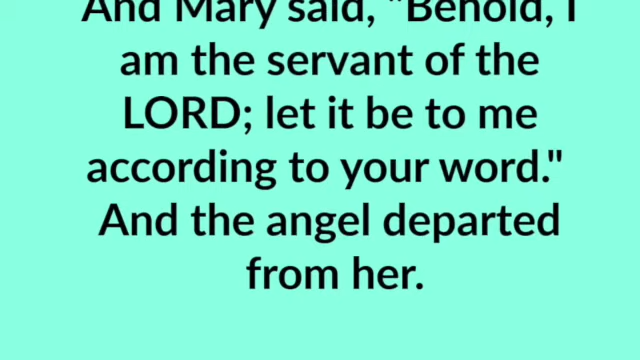 And Mary said, "Behold, I
am the servant of the
LORD; let it be to me
according to your word."
And the angel departed
from her.